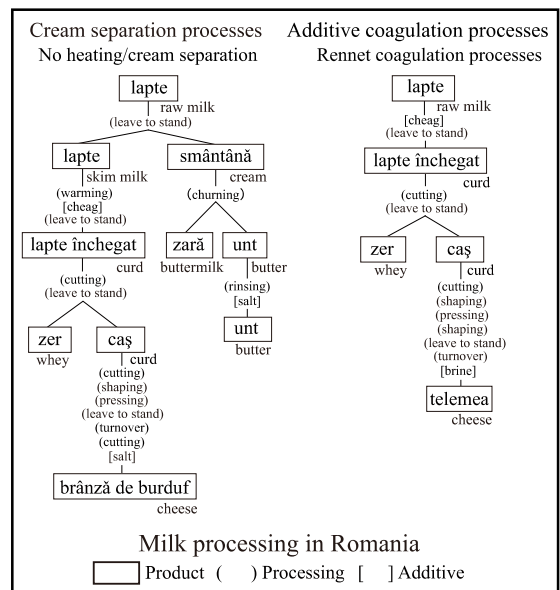 Cream separation processes
No heating/cream separation
lapte
raw milk
(leave to stand)
lapte
skim milk
(warming)
[cheag]
(leave to stand)
lapte închegat
curd
(cutting)
(leave to stand)
zer
whey
caş
curd
(cutting)
(shaping)
(pressing)
(leave to stand)
(turnover)
(cutting)
[salt]
brânză de burduf
cheese
smântână
cream
(churning)
zară
buttermilk
unt
butter
(rinsing)
[salt]
unt
butter
Additive coagulation processes
Rennet coagulation processes
lapte
raw milk
[cheag]
(leave to stand)
lapte închegat
curd
(cutting)
(leave to stand)
zer
whey
caş
curd
(cutting)
(shaping)
(pressing)
(shaping)
(leave to stand)
(turnover)
[brine]
telemea
cheese
Milk processing in Romania
Product ( ) Processing [ ] Additive